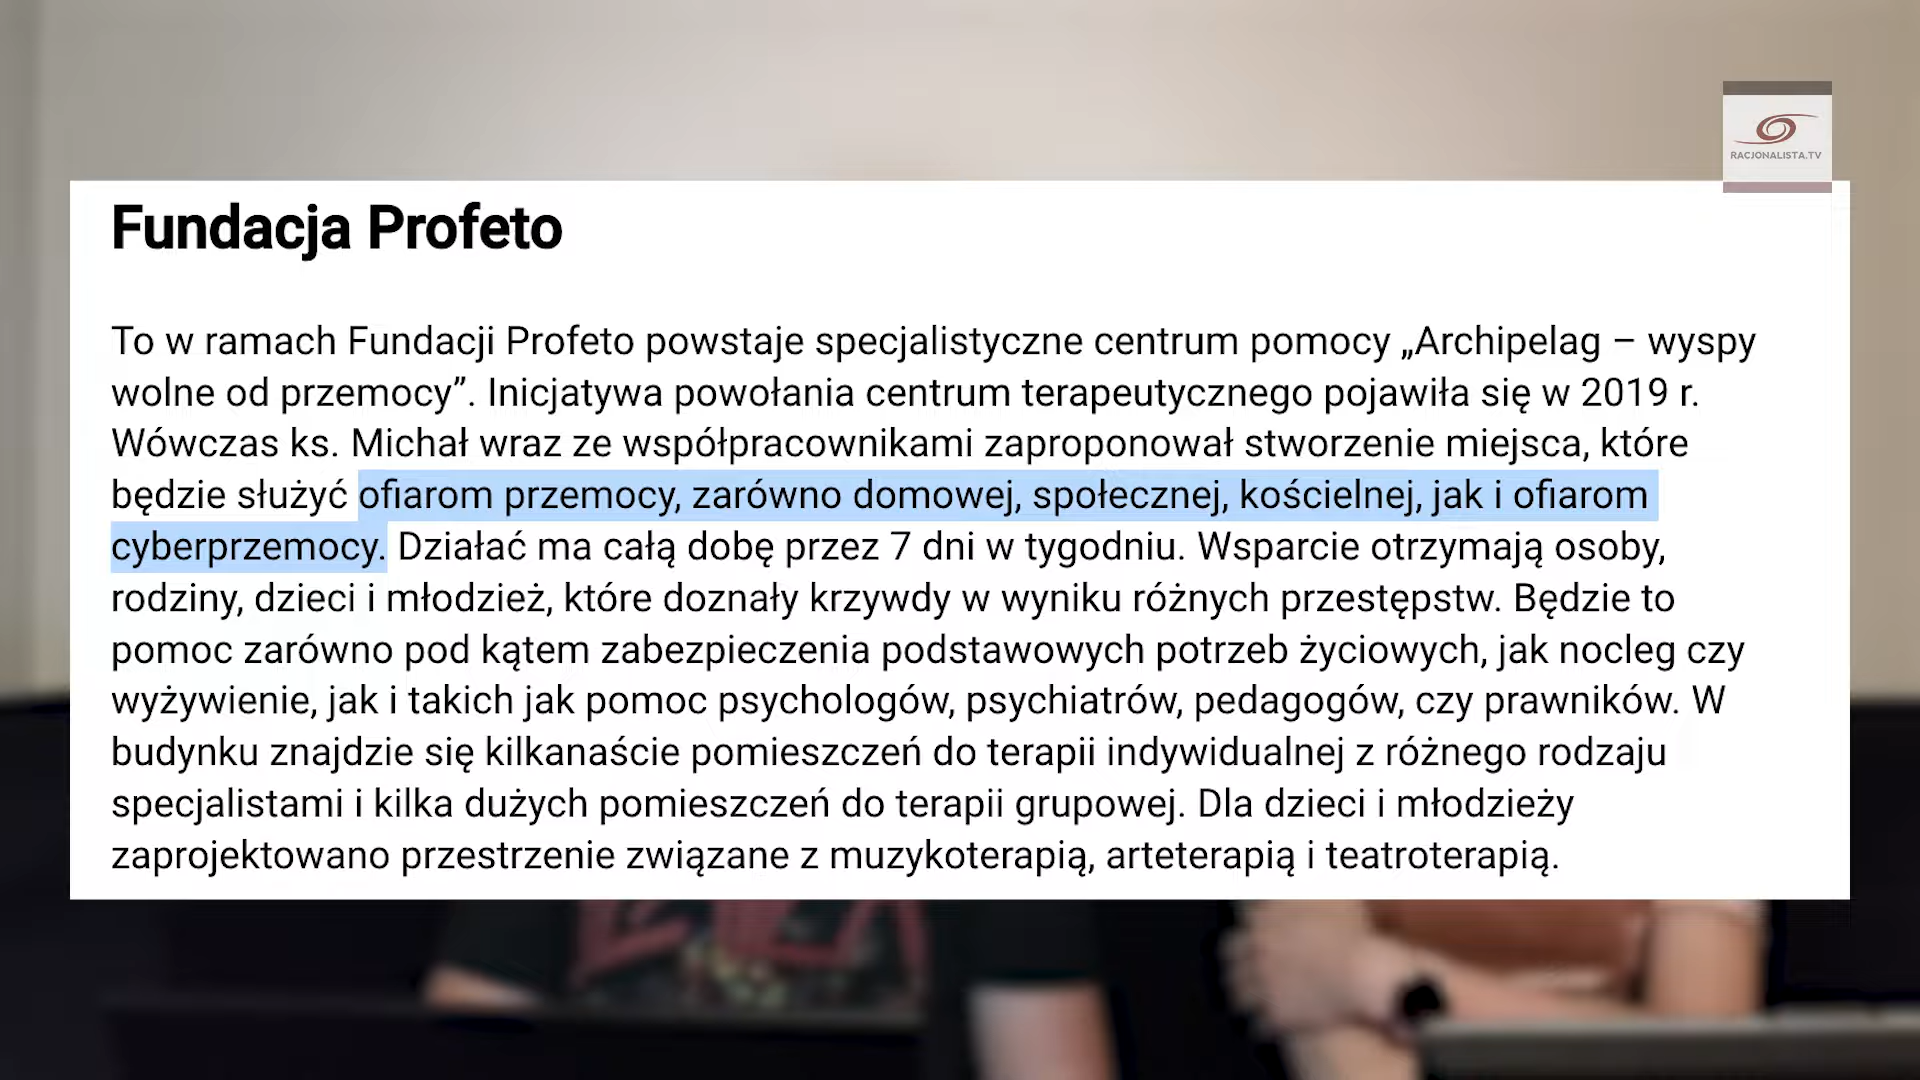 RACJONALISTA.TV
Fundacja Profeto
To w ramach Fundacji Profeto powstaje specjalistyczne centrum pomocy „Archipelag – wyspy
wolne od przemocy”. Inicjatywa powołania centrum terapeutycznego pojawiła się w 2019 r.
Wówczas ks. Michał wraz ze współpracownikami zaproponował stworzenie miejsca, które
będzie służyć ofiarom przemocy, zarówno domowej, społecznej, kościelnej, jak i ofiarom
cyberprzemocy. Działać ma całą dobę przez 7 dni w tygodniu. Wsparcie otrzymają osoby,
rodziny, dzieci i młodzież, które doznały krzywdy w wyniku różnych przestępstw. Będzie to
pomoc zarówno pod kątem zabezpieczenia podstawowych potrzeb życiowych, jak nocleg czy
wyżywienie, jak i takich jak pomoc psychologów, psychiatrów, pedagogów, czy prawników. W
budynku znajdzie się kilkanaście pomieszczeń do terapii indywidualnej z różnego rodzaju
specjalistami i kilka dużych pomieszczeń do terapii grupowej. Dla dzieci i młodzieży
zaprojektowano przestrzenie związane z muzykoterapią, arteterapią i teatroterapią.